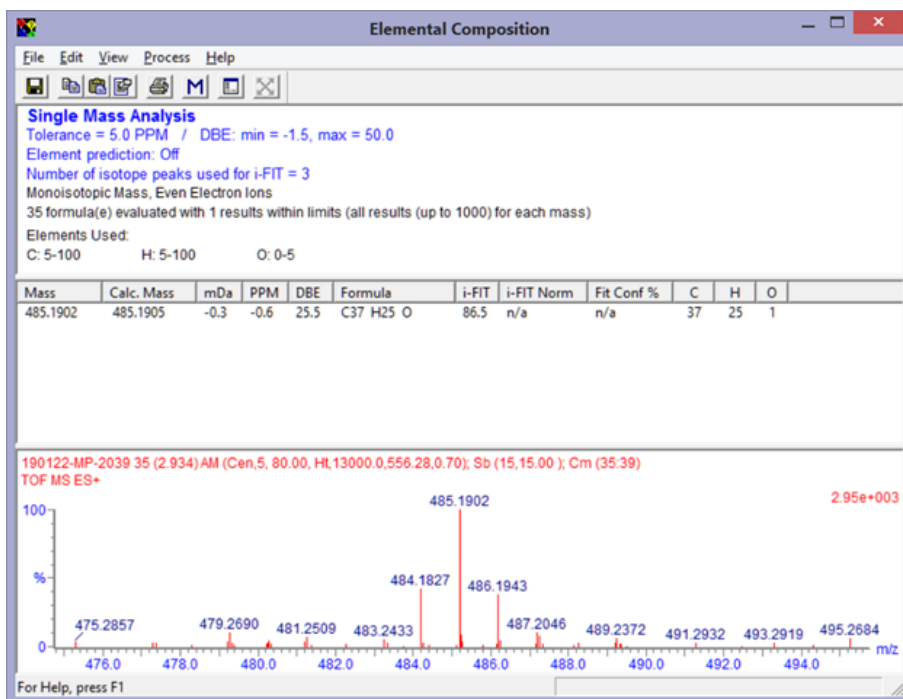 Elemental Composition
File Edit View Process Help
M
Single Mass Analysis
Tolerance = 5.0 PPM / DBE: min = -1.5, max = 50.0
Element prediction: Off
Number of isotope peaks used for i-FIT = 3
Monoisotopic Mass, Even Electron Ions
35 formula(e) evaluated with 1 results within limits (all results (up to 1000) for each mass)
Elements Used:
C: 5-100 H: 5-100 O: 0-5
Mass Calc. Mass mDa PPM DBE Formula i-FIT i-FIT Norm Fit Conf % C H O
485.1902 485.1905 -0.3 -0.6 25.5 C37 H25 O 86.5 n/a n/a 37 25 1
190122-MP-2039 35 (2.934) AM (Cen,5, 80.00, Ht,13000.0,556.28,0.70); Sb (15,15.00 ); Cm (35:39)
TOF MS ES+
2.95e+003
485.1902
100
%
484.1827
486.1943
475.2857 479.2690 481.2509 483.2433 487.2046 489.2372 491.2932 493.2919 495.2684
0
m/z
476.0 478.0 480.0 482.0 484.0 486.0 488.0 490.0 492.0 494.0
For Help, press F1